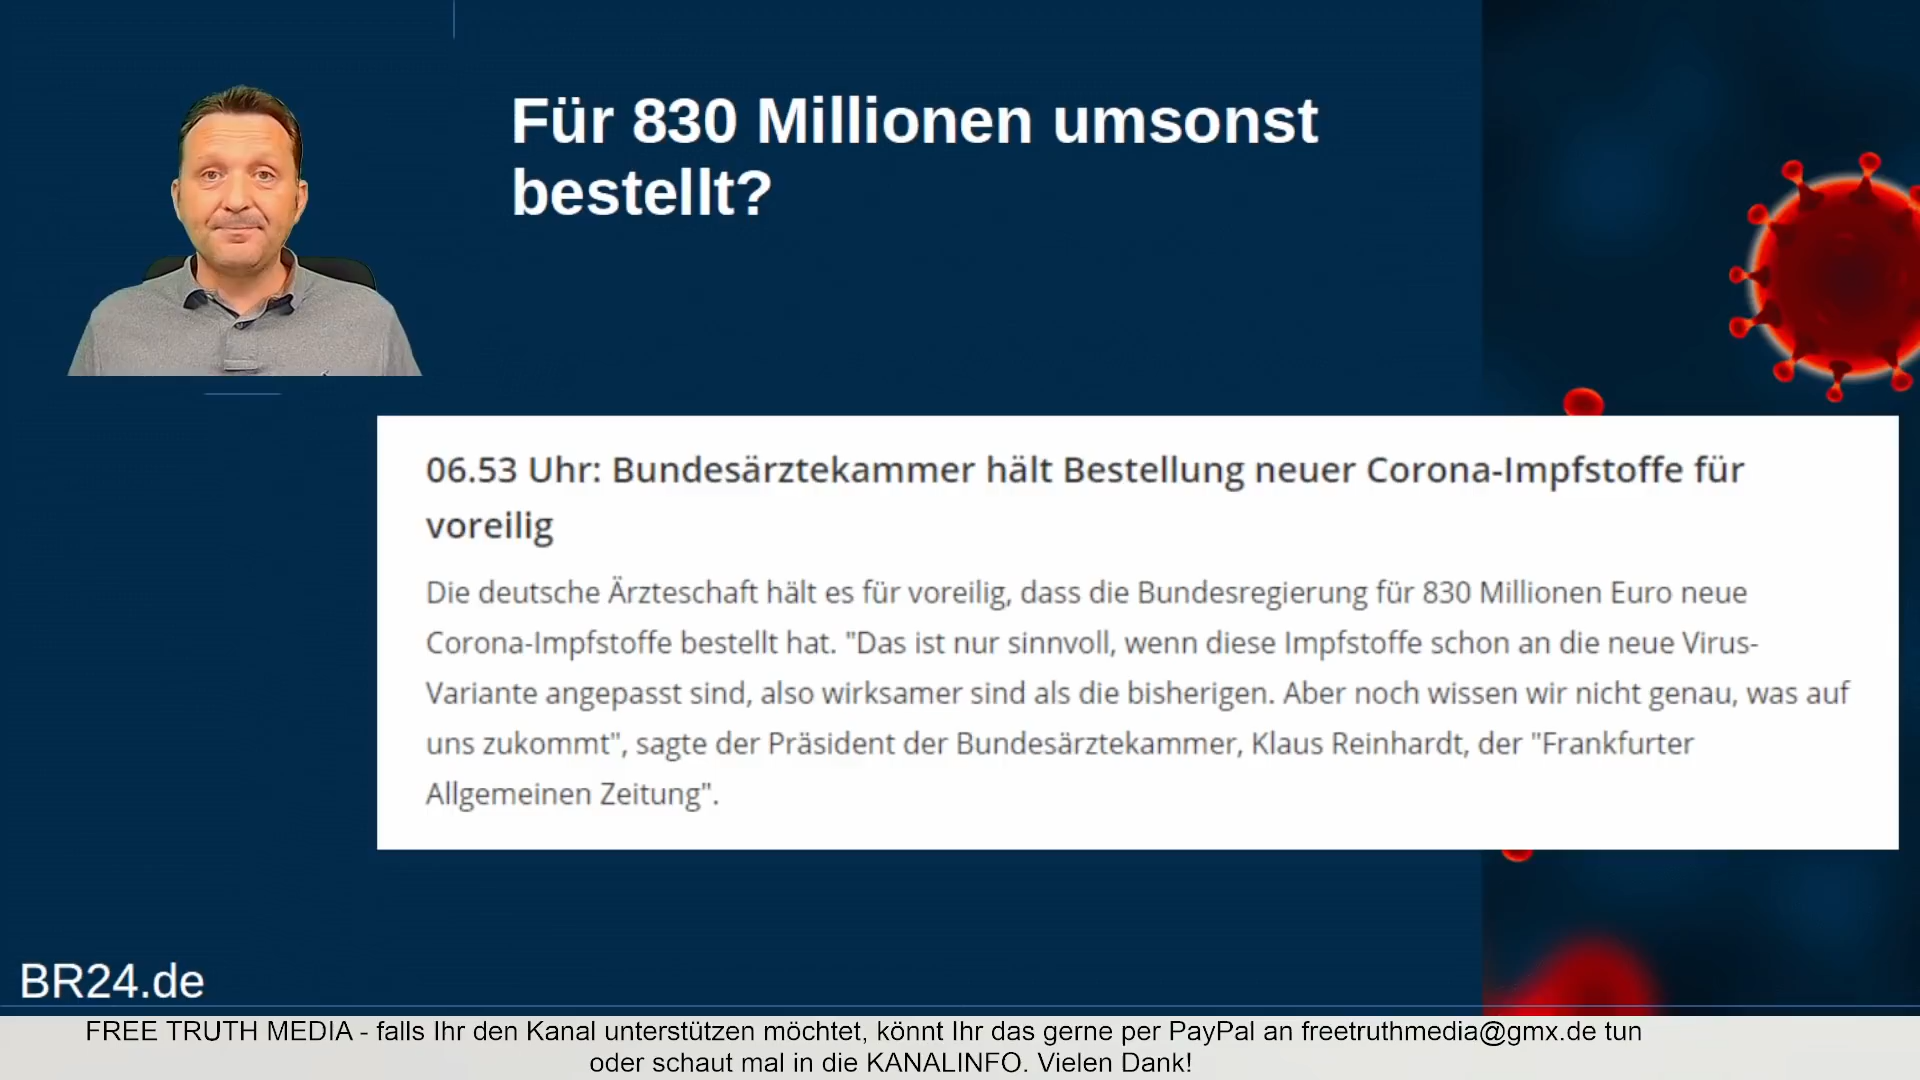 Für 830 Millionen umsonst
bestellt?
06.53 Uhr: Bundesärztekammer hält Bestellung neuer Corona-Impfstoffe für
voreilig
Die deutsche Ärzteschaft hält es für voreilig, dass die Bundesregierung für 830 Millionen Euro neue
Corona-Impfstoffe bestellt hat. "Das ist nur sinnvoll, wenn diese Impfstoffe schon an die neue Virus-
Variante angepasst sind, also wirksamer sind als die bisherigen. Aber noch wissen wir nicht genau, was auf
uns zukommt", sagte der Präsident der Bundesärztekammer, Klaus Reinhardt, der "Frankfurter
Allgemeinen Zeitung".
BR24.de
FREE TRUTH MEDIA - falls Ihr den Kanal unterstützen möchtet, könnt Ihr das gerne per PayPal an freetruthmedia@gmx.de tun
oder schaut mal in die KANALINFO. Vielen Dank!